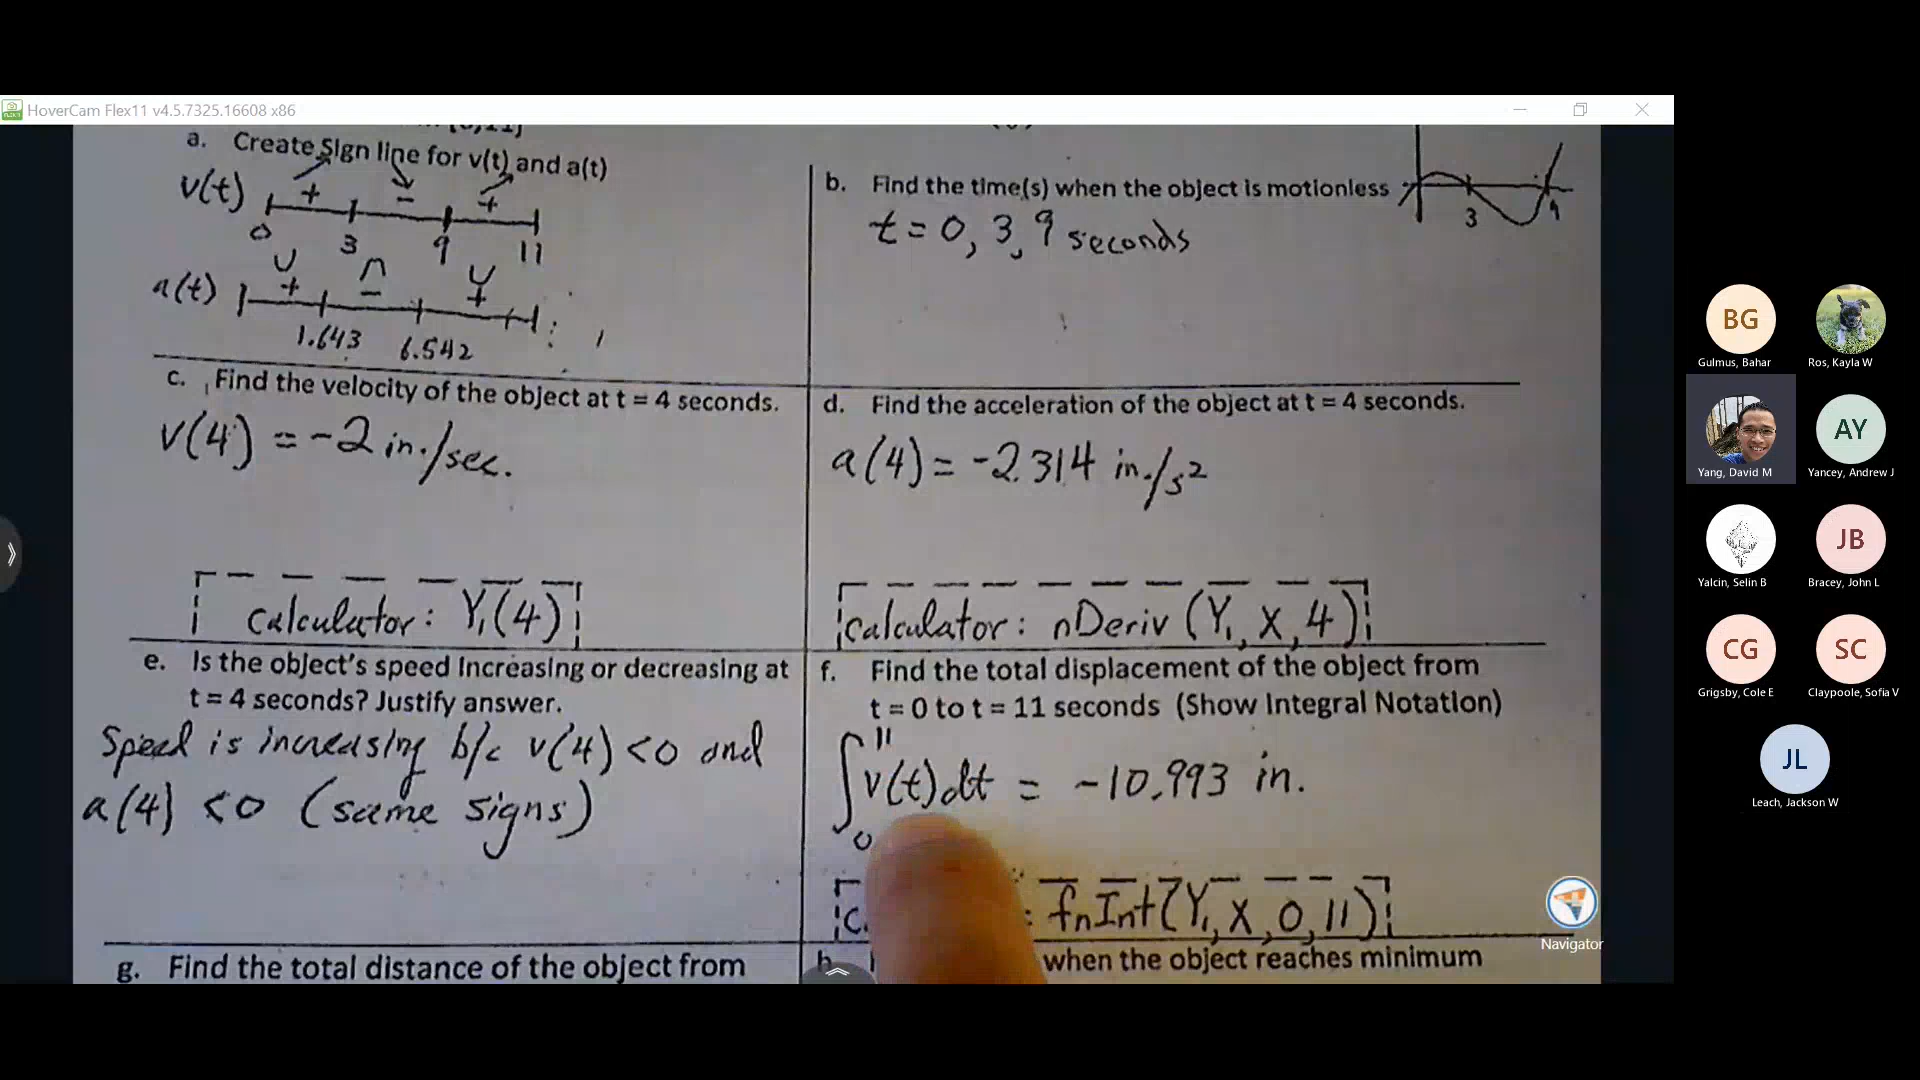 HoverCam Flex11 v4.5.7325.16608 x86
a. Create Sign line for v(t) and a(t)
v(t) + - +
0 3 9 11
a(t) + - +
1.643 6.542
b. Find the time(s) when the object is motionless
t = 0, 3, 9 seconds
3 9
c. Find the velocity of the object at t = 4 seconds.
v(4) = -2 in./sec.
calculator: Y₁(4)
d. Find the acceleration of the object at t = 4 seconds.
a(4) = -2.314 in./s²
calculator: nDeriv(Y₁, X, 4)
e. Is the object's speed increasing or decreasing at
t = 4 seconds? Justify answer.
Speed is increasing b/c v(4) < 0 and
a(4) < 0 (same signs)
f. Find the total displacement of the object from
t = 0 to t = 11 seconds (Show Integral Notation)
∫₀¹¹ v(t)dt = -10.993 in.
: fnInt(Y₁, X, 0, 11)
g. Find the total distance of the object from
h. when the object reaches minimum
Navigator
BG
Gulmus, Bahar
Ros, Kayla W
Yang, David M
AY
Yancey, Andrew J
Yalcin, Selin B
JB
Bracey, John L
CG
Grigsby, Cole E
SC
Claypoole, Sofia V
JL
Leach, Jackson W